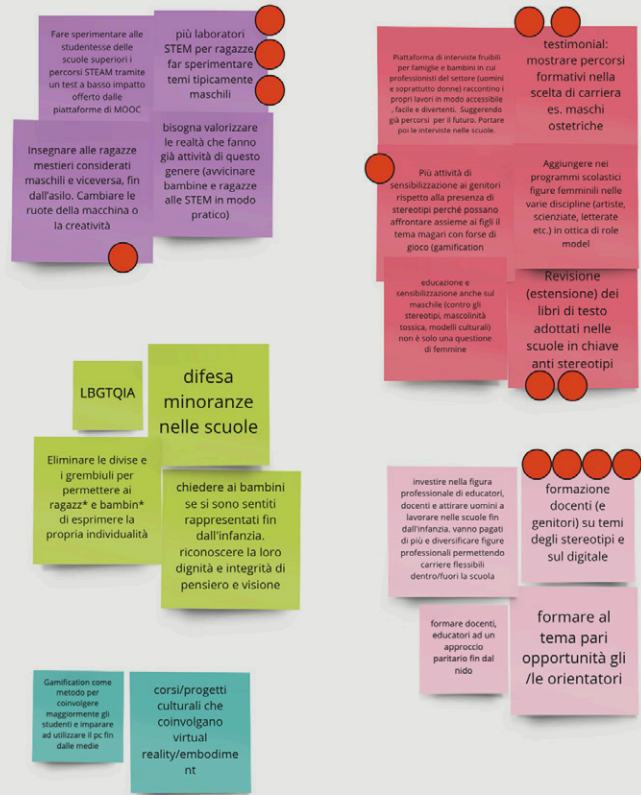 Fare sperimentare alle
studentesse delle
scuole superiori i
percorsi STEAM tramite
un test a basso impatto
offerto dalle
piattaforme di MOOC
più laboratori
STEM per ragazze,
far sperimentare
temi tipicamente
maschili
Insegnare alle ragazze
mestieri considerati
maschili e viceversa, fin
dall'asilo. Cambiare le
ruote della macchina o
la creatività
bisogna valorizzare
le realtà che fanno
già attività di questo
genere (avvicinare
bambine e ragazze
alle STEM in modo
pratico)
Piattaforma di interviste fruibili
per famiglie e bambini in cui
professionisti del settore (uomini
e soprattutto donne) raccontino i
propri lavori in modo accessibile
, facile e divertenti. Suggerendo
già percorsi per il futuro. Portare
poi le interviste nelle scuole.
testimonial:
mostrare percorsi
formativi nella
scelta di carriera
es. maschi
ostetriche
Più attività di
sensibilizzazione ai genitori
rispetto alla presenza di
stereotipi perché possano
affrontare assieme ai figli il
tema magari con forse di
gioco (gamification
Aggiungere nei
programmi scolastici
figure femminili nelle
varie discipline (artiste,
scienziate, letterate
etc.) in ottica di role
model
educazione e
sensibilizzazione anche sul
maschile (contro gli
stereotipi, mascolinità
tossica, modelli culturali)
non è solo una questione
di femmine
Revisione
(estensione) dei
libri di testo
adottati nelle
scuole in chiave
anti stereotipi
LBGTQIA
difesa
minoranze
nelle scuole
Eliminare le divise e
i grembiuli per
permettere ai
ragazz* e bambin*
di esprimere la
propria individualità
chiedere ai bambini
se si sono sentiti
rappresentati fin
dall'infanzia.
riconoscere la loro
dignità e integrità di
pensiero e visione
investire nella figura
professionale di educatori,
docenti e attirare uomini a
lavorare nelle scuole fin
dall'infanzia. vanno pagati
di più e diversificare figure
professionali permettendo
carriere flessibili
dentro/fuori la scuola
formazione
docenti (e
genitori) su temi
degli stereotipi e
sul digitale
formare docenti,
educatori ad un
approccio
paritario fin dal
nido
formare al
tema pari
opportunità gli
/le orientatori
Gamification come
metodo per
coinvolgere
maggiormente gli
studenti e imparare
ad utilizzare il pc fin
dalle medie
corsi/progetti
culturali che
coinvolgano
virtual
reality/embodime
nt